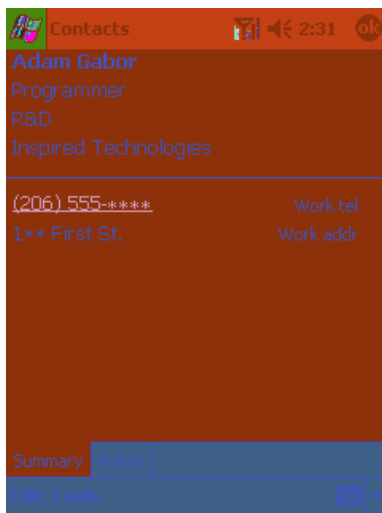 Contacts 2:31 ok
Adam Gabor
Programmer
R&D
Inspired Technologies
(206) 555-**** Work tel
1** First St. Work addr
Summary Notes
Edit Tools